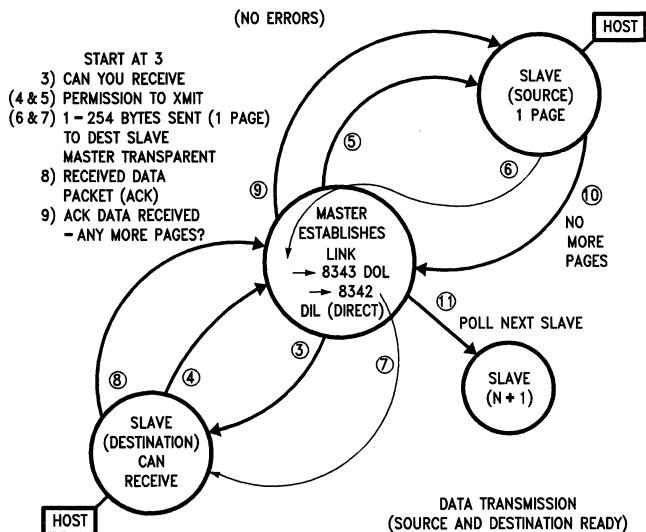 (NO ERRORS)
HOST
START AT 3
3) CAN YOU RECEIVE
(4 & 5) PERMISSION TO XMIT
(6 & 7) 1 – 254 BYTES SENT (1 PAGE)
TO DEST SLAVE
MASTER TRANSPARENT
8) RECEIVED DATA
PACKET (ACK)
9) ACK DATA RECEIVED
– ANY MORE PAGES?
SLAVE
(SOURCE)
1 PAGE
⑤
⑥
⑨
⑩
NO
MORE
PAGES
MASTER
ESTABLISHES
LINK
→ 8343 DOL
→ 8342
DIL (DIRECT)
⑪
POLL NEXT SLAVE
③
⑦
⑧
④
SLAVE
(N + 1)
SLAVE
(DESTINATION)
CAN
RECEIVE
HOST
DATA TRANSMISSION
(SOURCE AND DESTINATION READY)